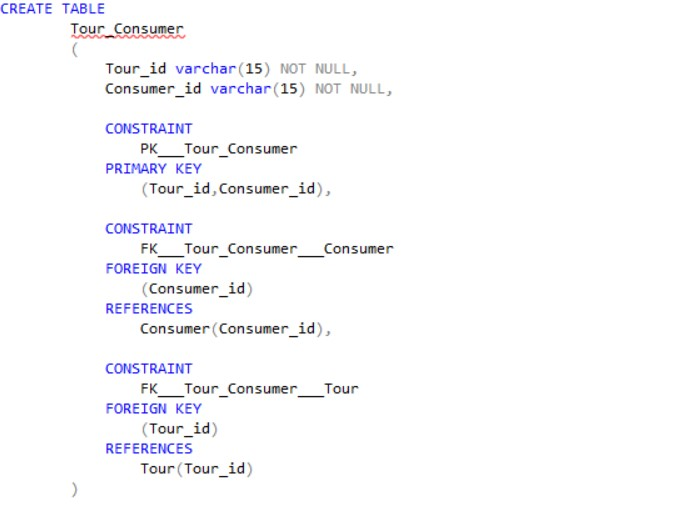 CREATE TABLE
Tour_Consumer
(
Tour_id varchar(15) NOT NULL,
Consumer_id varchar(15) NOT NULL,
CONSTRAINT
PK___Tour_Consumer
PRIMARY KEY
(Tour_id,Consumer_id),
CONSTRAINT
FK___Tour_Consumer___Consumer
FOREIGN KEY
(Consumer_id)
REFERENCES
Consumer(Consumer_id),
CONSTRAINT
FK___Tour_Consumer___Tour
FOREIGN KEY
(Tour_id)
REFERENCES
Tour(Tour_id)
)